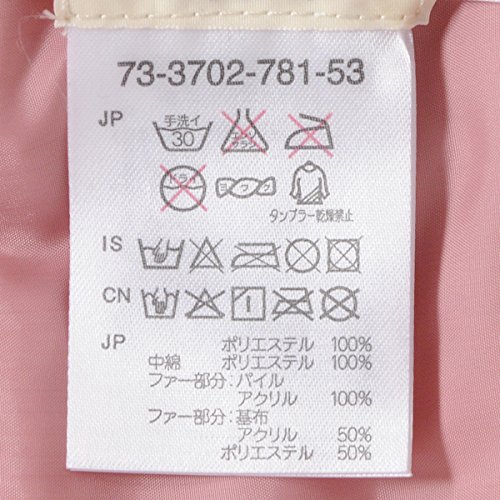 73-3702-781-53
JP
手洗イ
30
エンソ
サラシ
ドライ
ヨワク
タンブラー乾燥禁止
IS
CN
JP ポリエステル 100%
中綿 ポリエステル 100%
ファー部分:パイル
アクリル 100%
ファー部分:基布
アクリル 50%
ポリエステル 50%